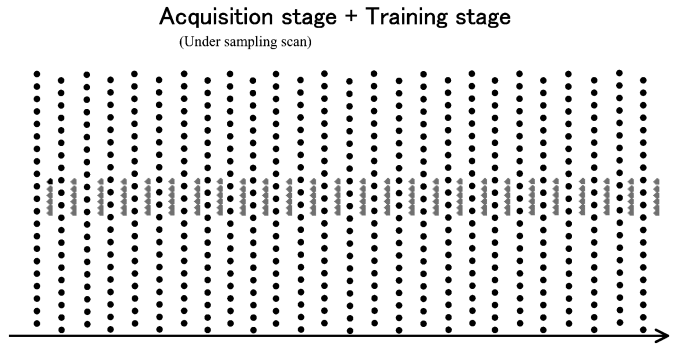 Acquisition stage + Training stage
(Under sampling scan)